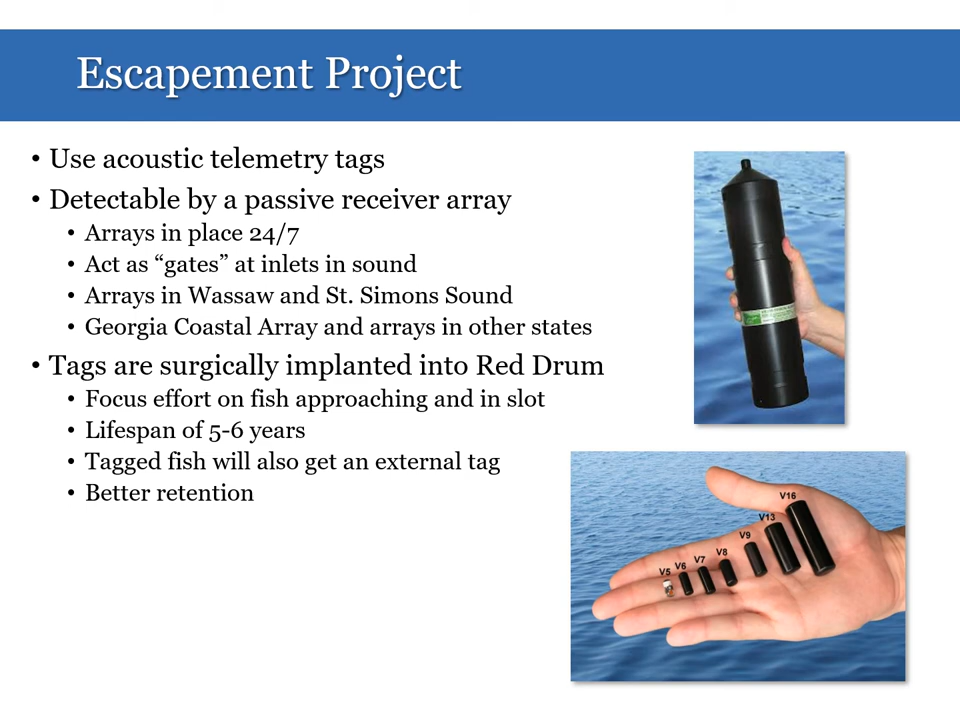 Escapement Project
• Use acoustic telemetry tags
• Detectable by a passive receiver array
• Arrays in place 24/7
• Act as “gates” at inlets in sound
• Arrays in Wassaw and St. Simons Sound
• Georgia Coastal Array and arrays in other states
• Tags are surgically implanted into Red Drum
• Focus effort on fish approaching and in slot
• Lifespan of 5-6 years
• Tagged fish will also get an external tag
• Better retention
V5
V6
V7
V8
V9
V13
V16